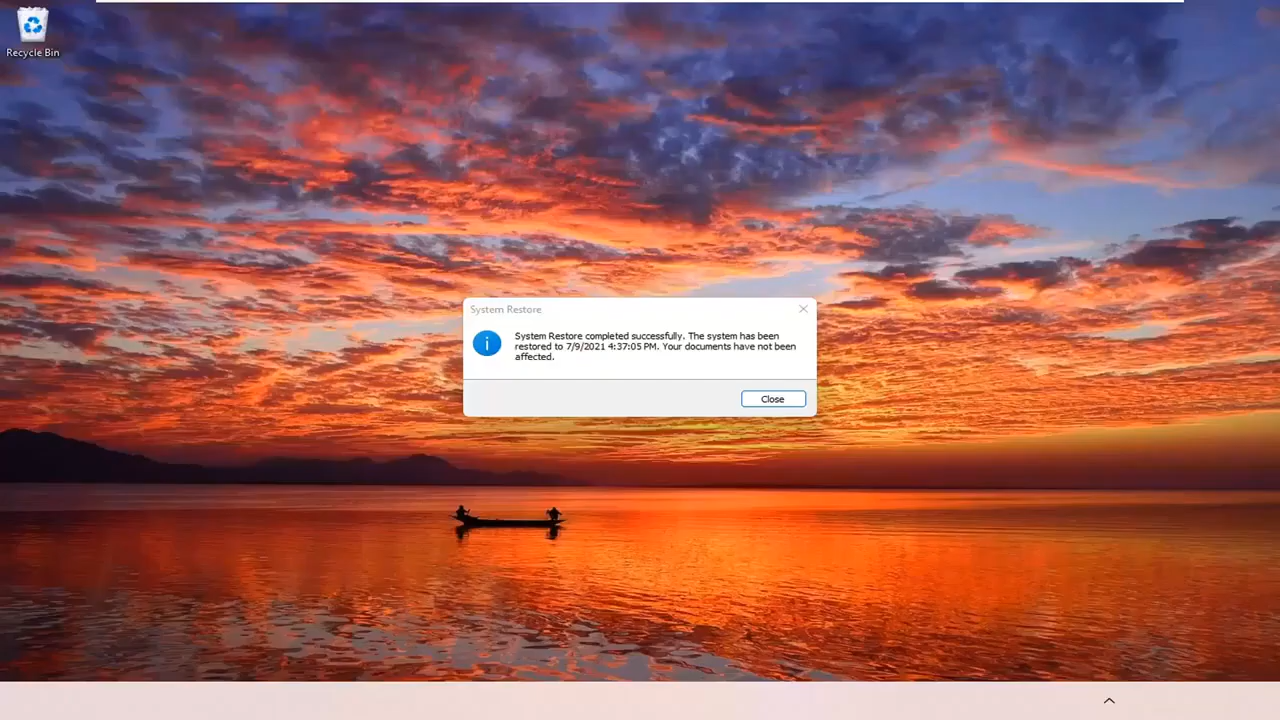 Recycle Bin
System Restore
System Restore completed successfully. The system has been
restored to 7/9/2021 4:37:05 PM. Your documents have not been
affected.
Close